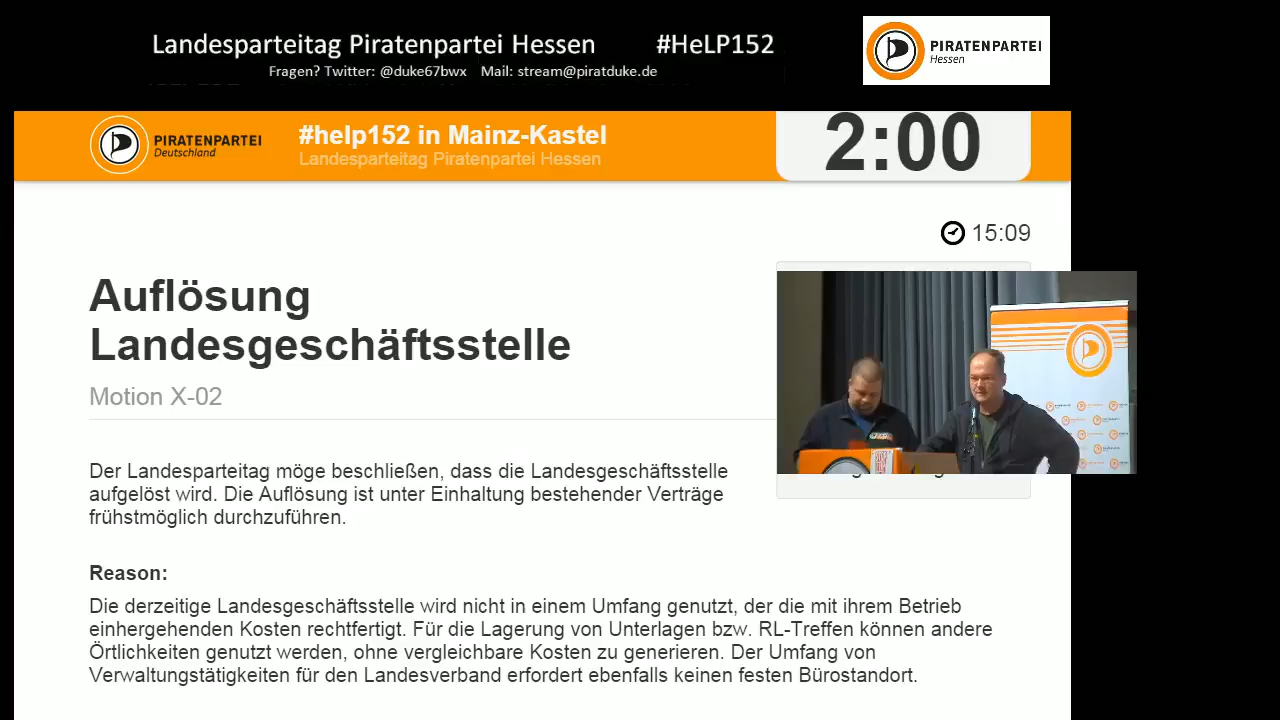 Landesparteitag Piratenpartei Hessen #HeLP152
Fragen? Twitter: @duke67bwx Mail: stream@piratduke.de
PIRATENPARTEI
Hessen
PIRATENPARTEI
Deutschland
#help152 in Mainz-Kastel
Landesparteitag Piratenpartei Hessen
2:00
15:09
Auflösung
Landesgeschäftsstelle
Motion X-02
Der Landesparteitag möge beschließen, dass die Landesgeschäftsstelle
aufgelöst wird. Die Auflösung ist unter Einhaltung bestehender Verträge
frühstmöglich durchzuführen.
Reason:
Die derzeitige Landesgeschäftsstelle wird nicht in einem Umfang genutzt, der die mit ihrem Betrieb
einhergehenden Kosten rechtfertigt. Für die Lagerung von Unterlagen bzw. RL-Treffen können andere
Örtlichkeiten genutzt werden, ohne vergleichbare Kosten zu generieren. Der Umfang von
Verwaltungstätigkeiten für den Landesverband erfordert ebenfalls keinen festen Bürostandort.